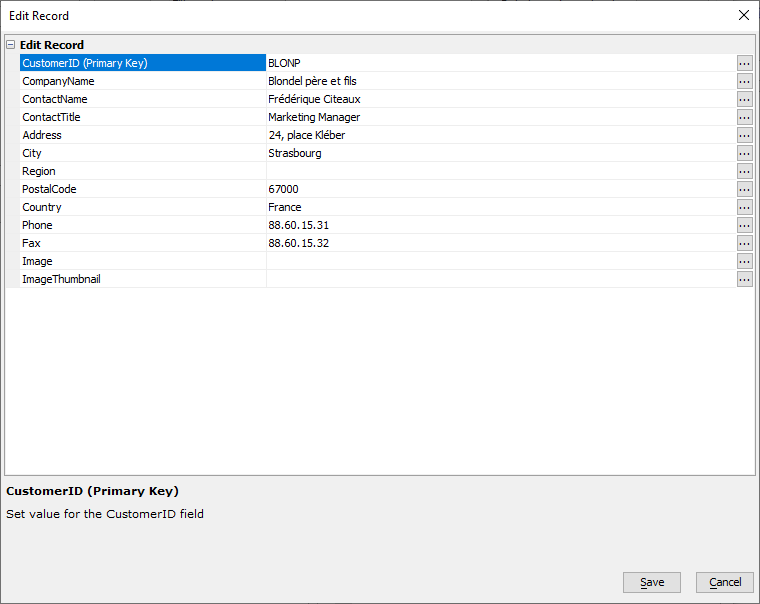 Edit Record
Edit Record
CustomerID (Primary Key) BLONP ...
CompanyName Blondel père et fils ...
ContactName Frédérique Citeaux ...
ContactTitle Marketing Manager ...
Address 24, place Kléber ...
City Strasbourg ...
Region ...
PostalCode 67000 ...
Country France ...
Phone 88.60.15.31 ...
Fax 88.60.15.32 ...
Image ...
ImageThumbnail ...
CustomerID (Primary Key)
Set value for the CustomerID field
Save Cancel